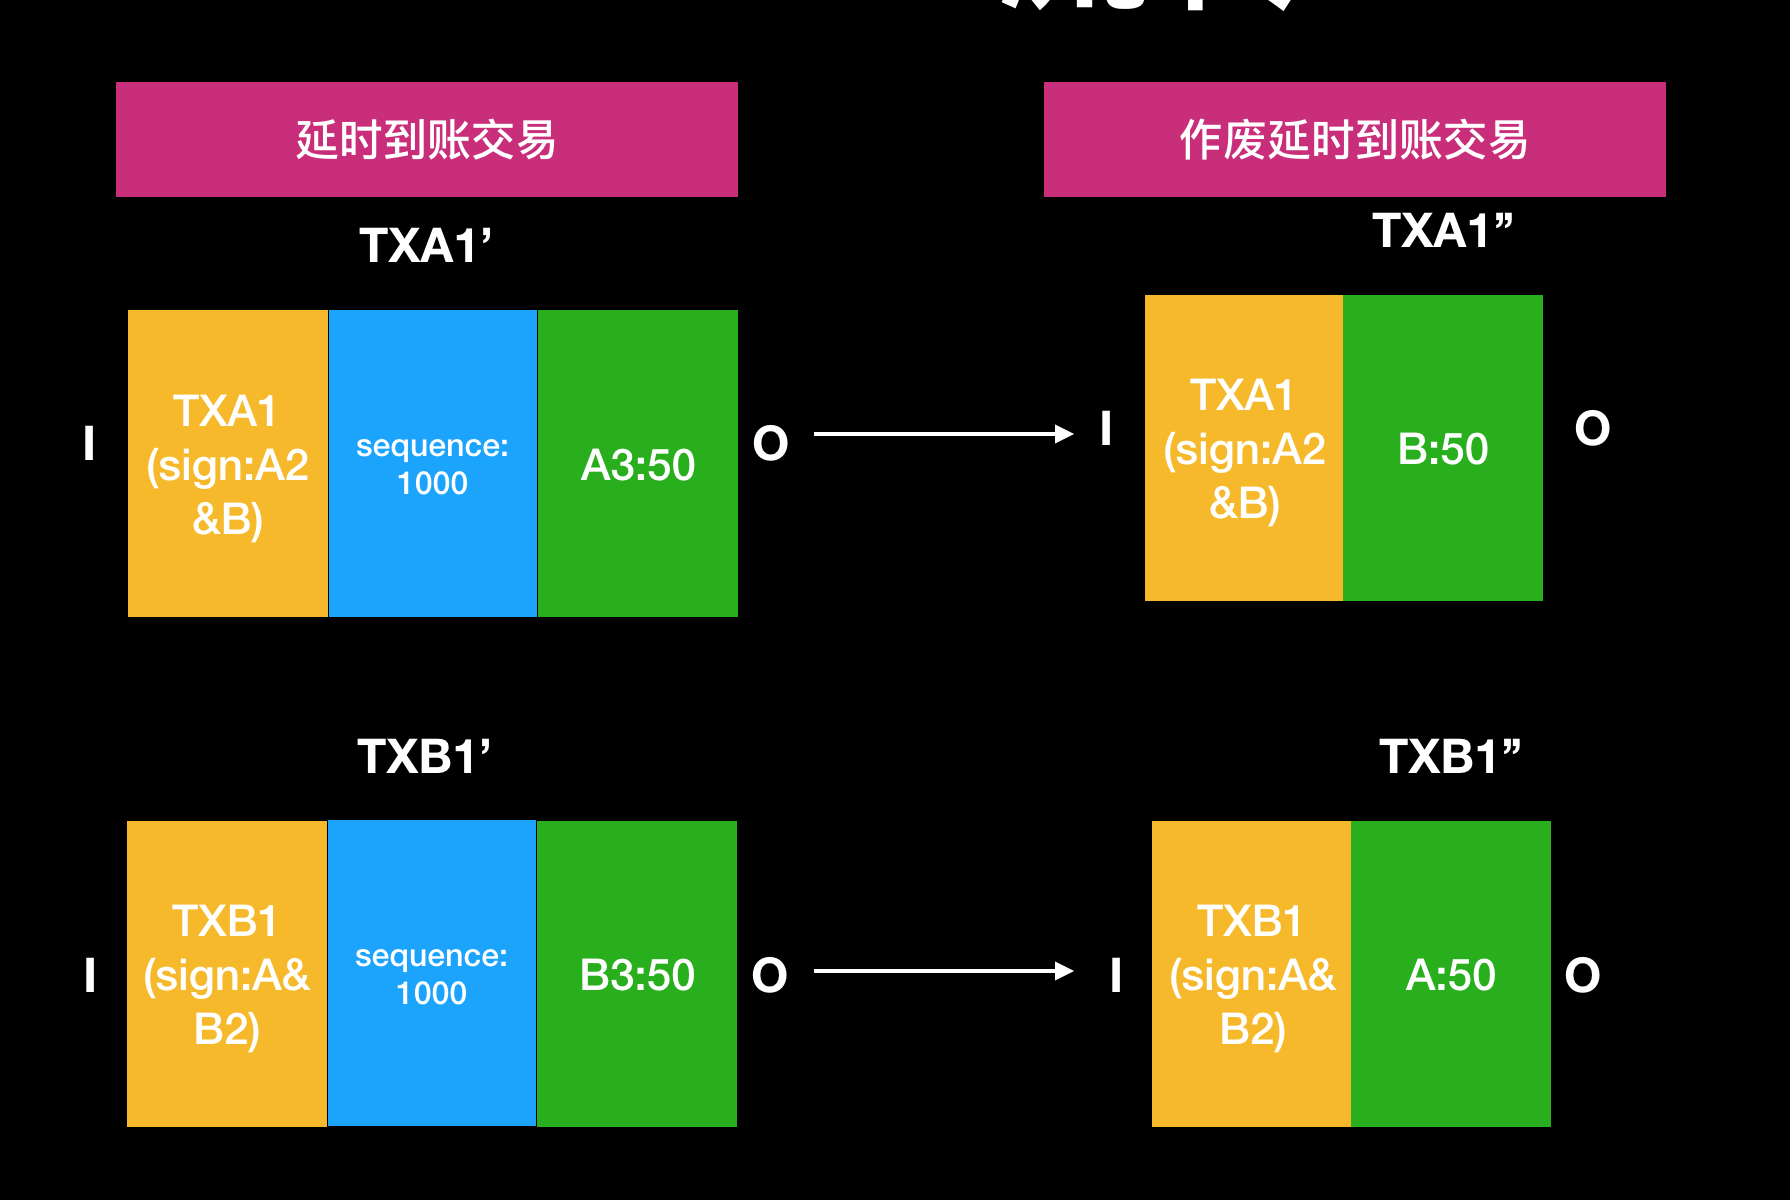 延时到账交易
作废延时到账交易
TXA1’
TXA1”
I
TXA1
(sign:A2
&B)
sequence:
1000
A3:50
O
I
TXA1
(sign:A2
&B)
B:50
O
TXB1’
TXB1”
I
TXB1
(sign:A&
B2)
sequence:
1000
B3:50
O
I
TXB1
(sign:A&
B2)
A:50
O